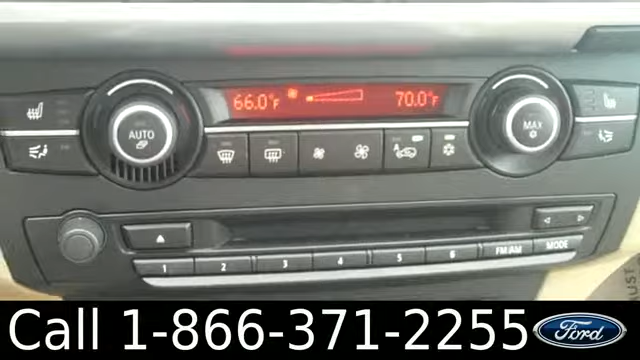 66.0°F 70.0°F
AUTO MAX
A
1 2 3 4 5 6 FM/AM MODE
Call 1-866-371-2255 Ford